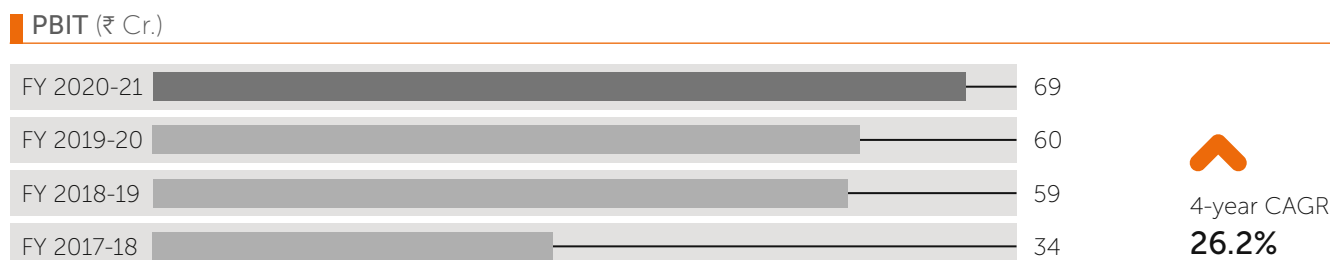 PBIT (₹ Cr.)
FY 2020-21 69
FY 2019-20 60
FY 2018-19 59
FY 2017-18 34
4-year CAGR
26.2%